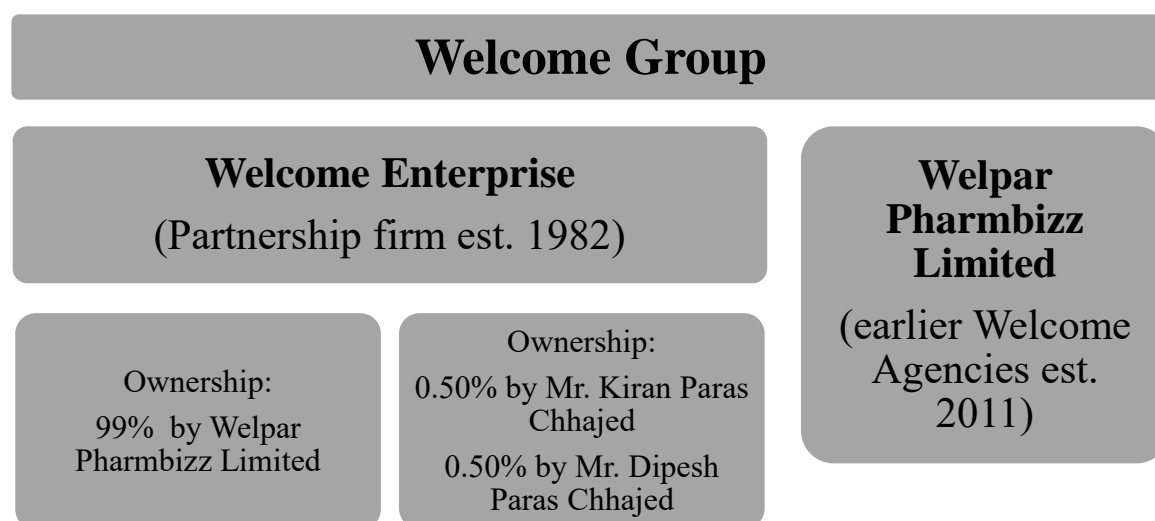 Welcome Group
Welcome Enterprise
(Partnership firm est. 1982)
Welpar
Pharmbizz
Limited
(earlier Welcome
Agencies est.
2011)
Ownership:
99% by Welpar
Pharmbizz Limited
Ownership:
0.50% by Mr. Kiran Paras
Chhajed
0.50% by Mr. Dipesh
Paras Chhajed